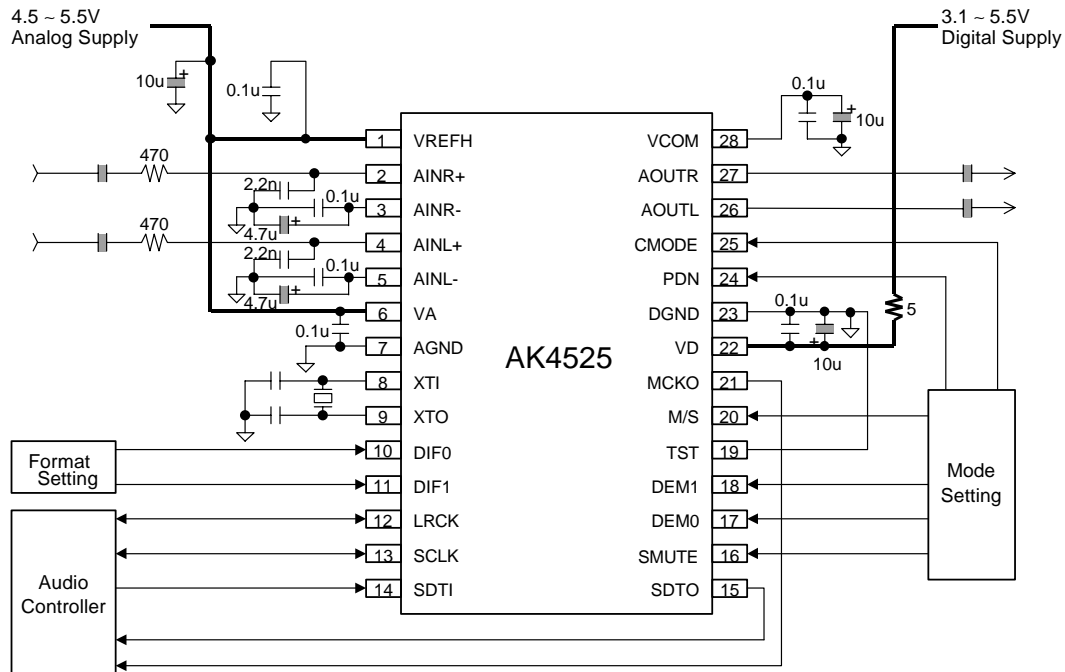 4.5 ~ 5.5V
Analog Supply
3.1 ~ 5.5V
Digital Supply
10u
+
0.1u
0.1u
+
10u
1 VREFH
VCOM 28
470
2 AINR+
AOUTR 27
2.2n
0.1u
3 AINR-
AOUTL 26
4.7u
+
470
4 AINL+
CMODE 25
2.2n
0.1u
5 AINL-
PDN 24
4.7u
+
6 VA
DGND 23
0.1u
5
0.1u
7 AGND
VD 22
+
10u
AK4525
8 XTI
MCKO 21
9 XTO
M/S 20
10 DIF0
TST 19
Format
Setting
11 DIF1
DEM1 18
Mode
Setting
12 LRCK
DEM0 17
13 SCLK
SMUTE 16
14 SDTI
SDTO 15
Audio
Controller